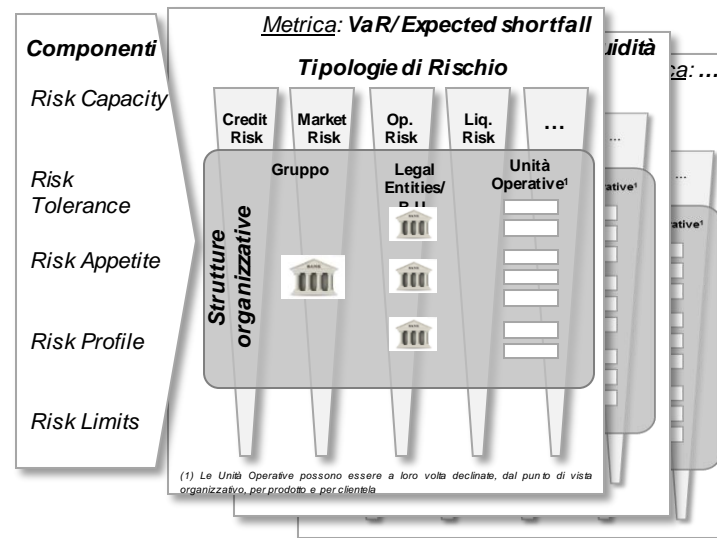 Componenti
Risk Capacity
Risk
Tolerance
Risk Appetite
Risk Profile
Risk Limits
Metrica: VaR/Expected shortfall
Tipologie di Rischio
Credit
Risk
Market
Risk
Op.
Risk
Liq.
Risk
...
Gruppo
Legal
Entities/
B.U.
Unità
Operative¹
Strutture
organizzative
(1) Le Unità Operative possono essere a loro volta declinate, dal punto di vista
organizzativo, per prodotto e per clientela
uidità
...
ative¹
ca: ...
...
ative¹